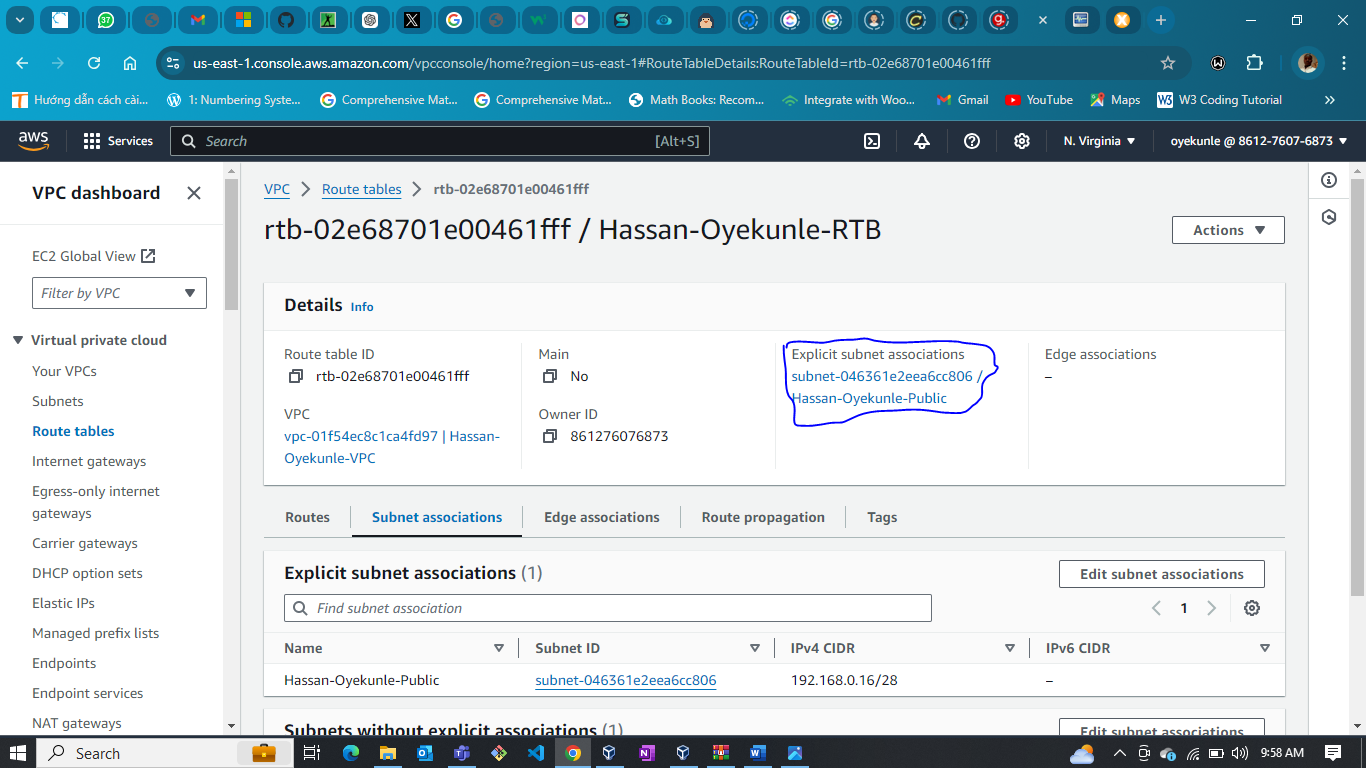 37
us-east-1.console.aws.amazon.com/vpcconsole/home?region=us-east-1#RouteTableDetails:RouteTableId=rtb-02e68701e00461fff
Hướng dẫn cách cài...
1: Numbering Syste...
Comprehensive Mat...
Comprehensive Mat...
Math Books: Recom...
Integrate with Woo...
Gmail
YouTube
Maps
W3 Coding Tutorial
aws
Services
Search
[Alt+S]
N. Virginia
oyekunle @ 8612-7607-6873
VPC dashboard
EC2 Global View
Filter by VPC
Virtual private cloud
Your VPCs
Subnets
Route tables
Internet gateways
Egress-only internet
gateways
Carrier gateways
DHCP option sets
Elastic IPs
Managed prefix lists
Endpoints
Endpoint services
NAT gateways
VPC
Route tables
rtb-02e68701e00461fff
rtb-02e68701e00461fff / Hassan-Oyekunle-RTB
Actions
Details Info
Route table ID
rtb-02e68701e00461fff
Main
No
Explicit subnet associations
subnet-046361e2eea6cc806 /
Hassan-Oyekunle-Public
Edge associations
–
VPC
vpc-01f54ec8c1ca4fd97 | Hassan-
Oyekunle-VPC
Owner ID
861276076873
Routes
Subnet associations
Edge associations
Route propagation
Tags
Explicit subnet associations (1)
Edit subnet associations
Find subnet association
1
Name
Subnet ID
IPv4 CIDR
IPv6 CIDR
Hassan-Oyekunle-Public
subnet-046361e2eea6cc806
192.168.0.16/28
–
Subnets without explicit associations (1)
Edit subnet associations
Search
9:58 AM